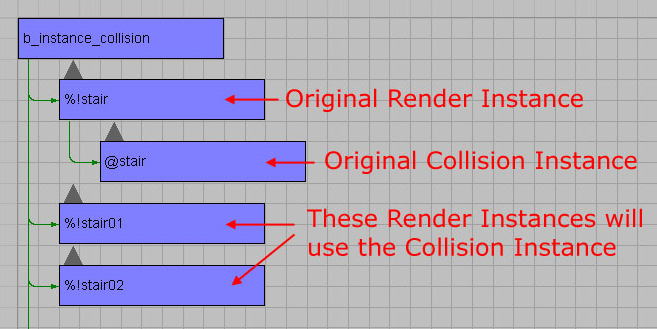 b_instance_collision
%!stair
Original Render Instance
@stair
Original Collision Instance
%!stair01
These Render Instances will
use the Collision Instance
%!stair02